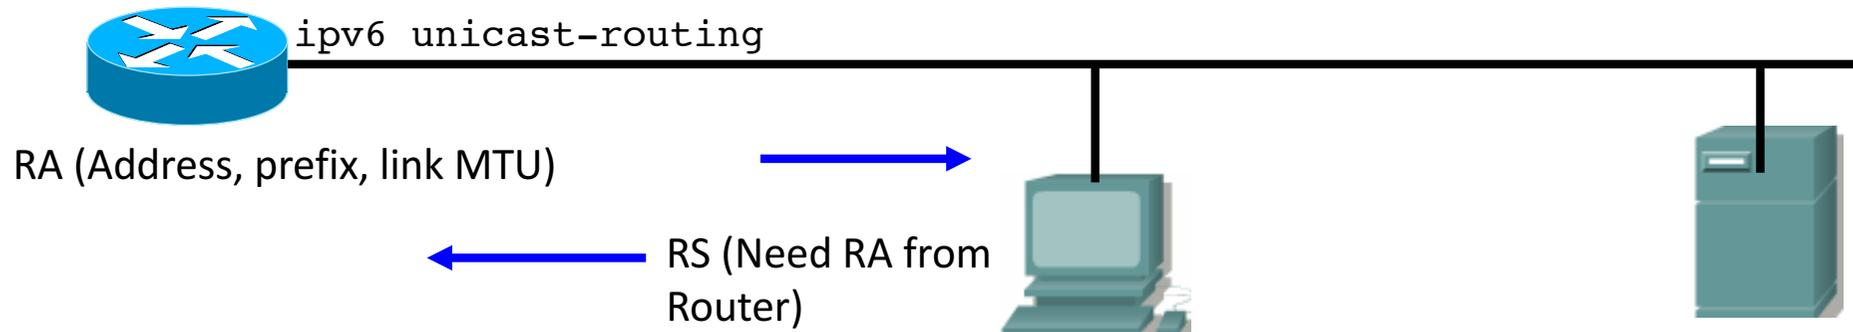 ipv6 unicast-routing
RA (Address, prefix, link MTU)
RS (Need RA from
Router)